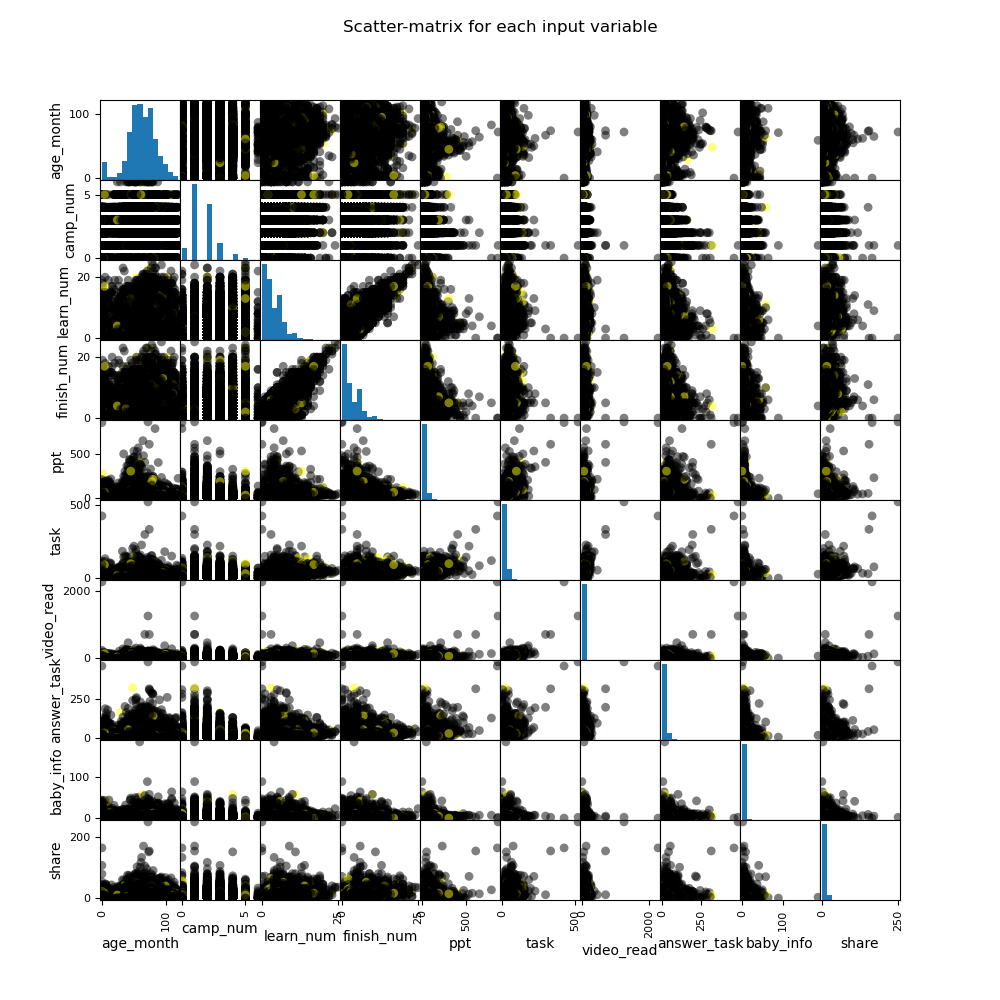 Scatter-matrix for each input variable
age_month
100
0
camp_num
5
0
learn_num
20
0
finish_num
20
0
ppt
500
0
task
500
0
video_read
2000
0
answer_task
250
0
baby_info
100
0
share
200
0
0 100 0 5 0 25 0 25 0 500 0 500 0 2000 0 250 0 100 0 250
age_month camp_num learn_num finish_num ppt task video_read answer_task baby_info share